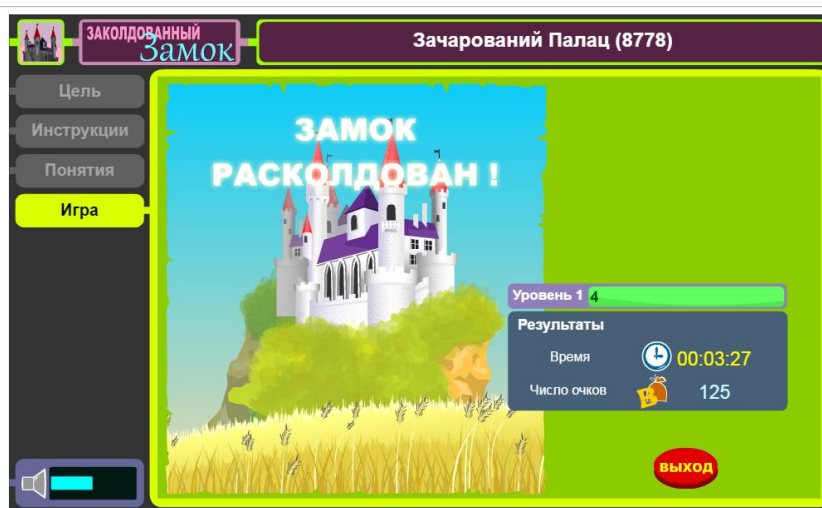 ЗАКОЛДОВАННЫЙ
Замок
Зачарований Палац (8778)
Цель
Инструкции
Понятия
Игра
ЗАМОК
РАСКОЛДОВАН !
Уровень 1 4
Результаты
Время 00:03:27
Число очков B 125
ВЫХОД